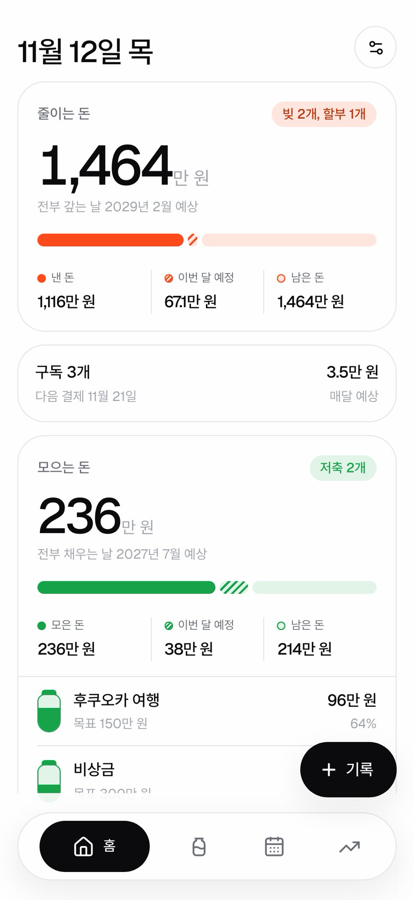 11월 12일 목
줄이는 돈
빚 2개, 할부 1개
1,464만 원
전부 갚는 날 2029년 2월 예상
낸 돈
이번 달 예정
남은 돈
1,116만 원
67.1만 원
1,464만 원
구독 3개
3.5만 원
다음 결제 11월 21일
매달 예상
모으는 돈
저축 2개
236만 원
전부 채우는 날 2027년 7월 예상
모은 돈
이번 달 예정
남은 돈
236만 원
38만 원
214만 원
후쿠오카 여행
96만 원
목표 150만 원
64%
비상금
목표 300만 원
+ 기록
홈